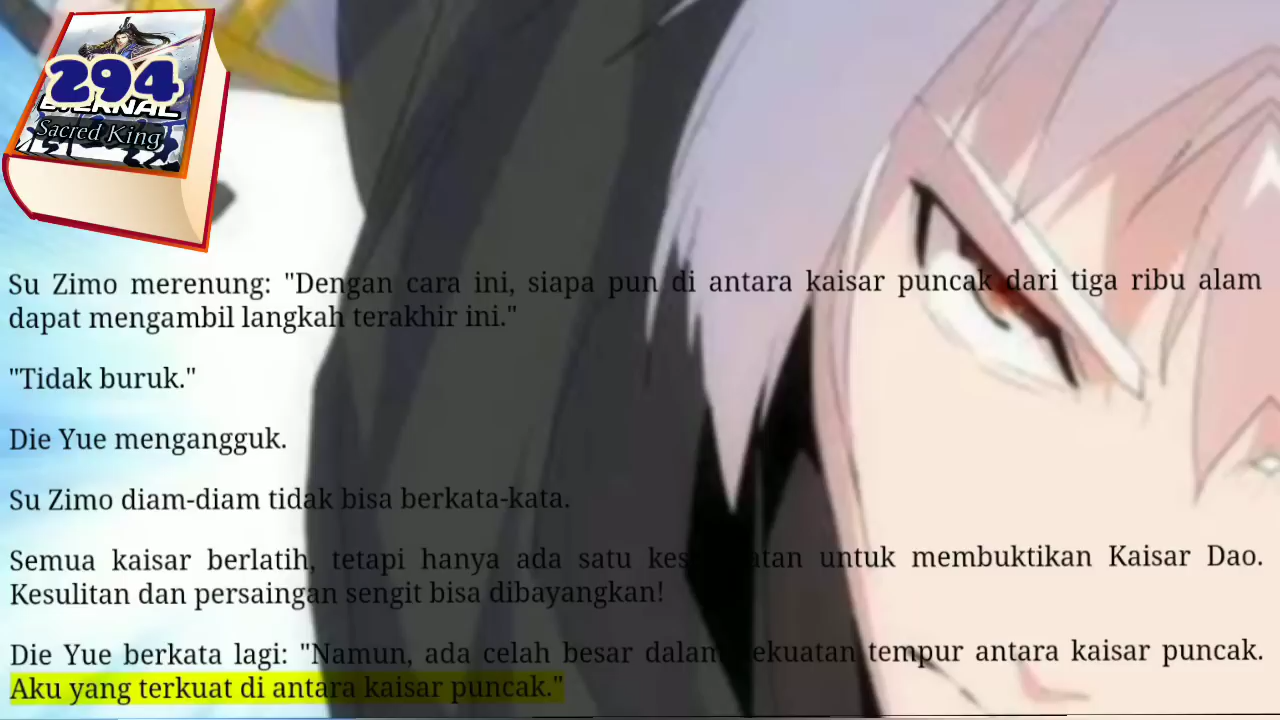 294
ETERNAL
Sacred King
Su Zimo merenung: "Dengan cara ini, siapa pun di antara kaisar puncak dari tiga ribu alam
dapat mengambil langkah terakhir ini."
"Tidak buruk."
Die Yue mengangguk.
Su Zimo diam-diam tidak bisa berkata-kata.
Semua kaisar berlatih, tetapi hanya ada satu untuk membuktikan Kaisar Dao.
Kesulitan dan persaingan sengit bisa dibayangkan!
Die Yue berkata lagi: "Namun, ada celah besar dalam kekuatan tempur antara kaisar puncak.
Aku yang terkuat di antara kaisar puncak."